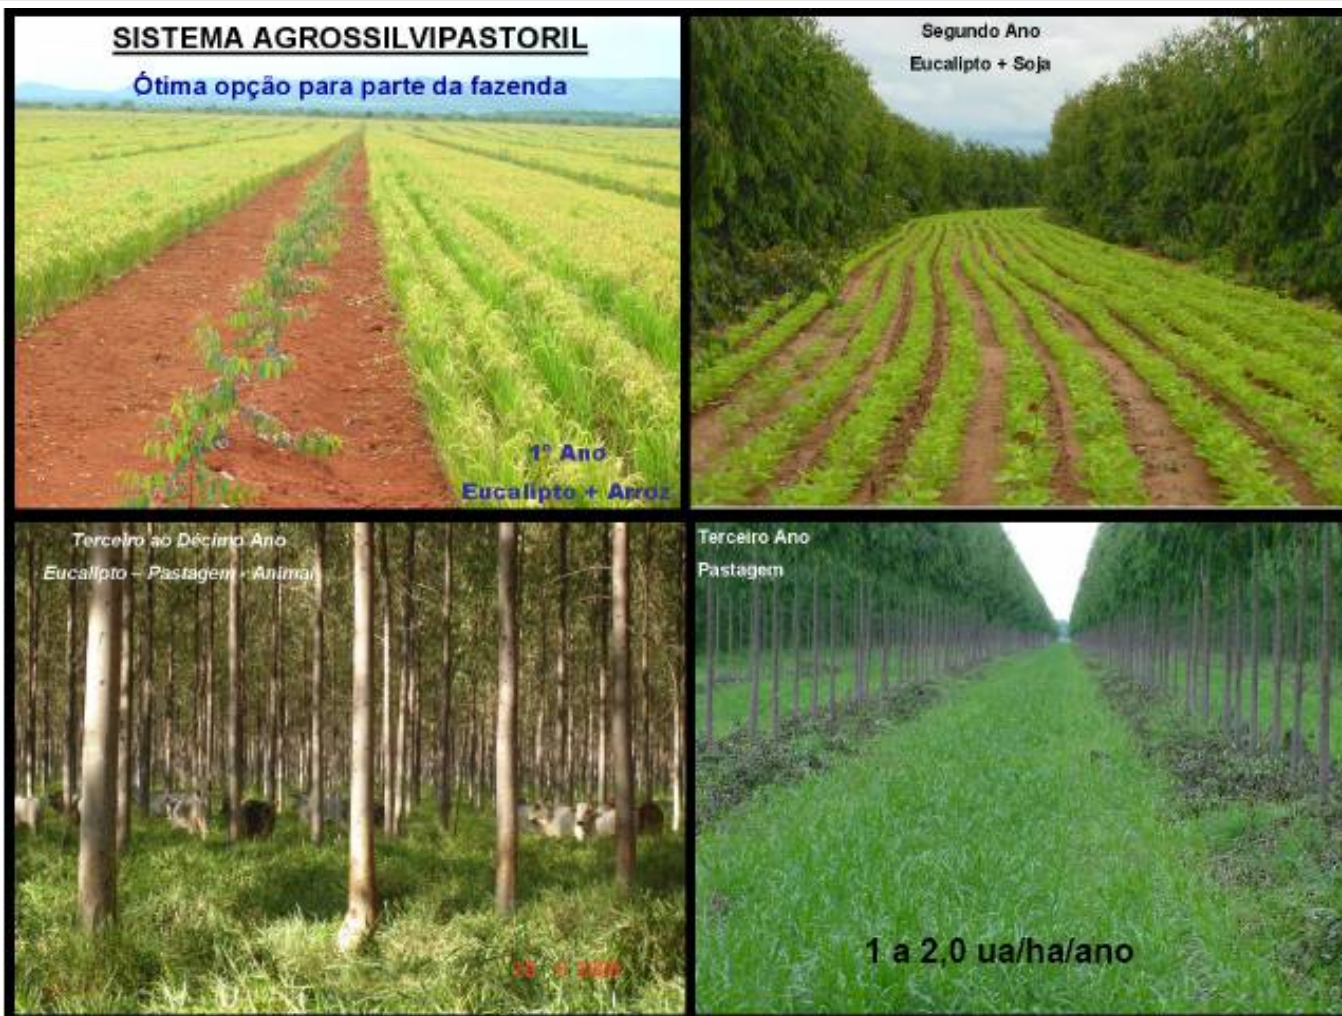 SISTEMA AGROSSILVIPASTORIL
Ótima opção para parte da fazenda
1º Ano
Eucalipto + Arroz
Segundo Ano
Eucalipto + Soja
Terceiro ao Décimo Ano
Eucalipto – Pastagem - Animal
Terceiro Ano
Pastagem
1 a 2,0 ua/ha/ano